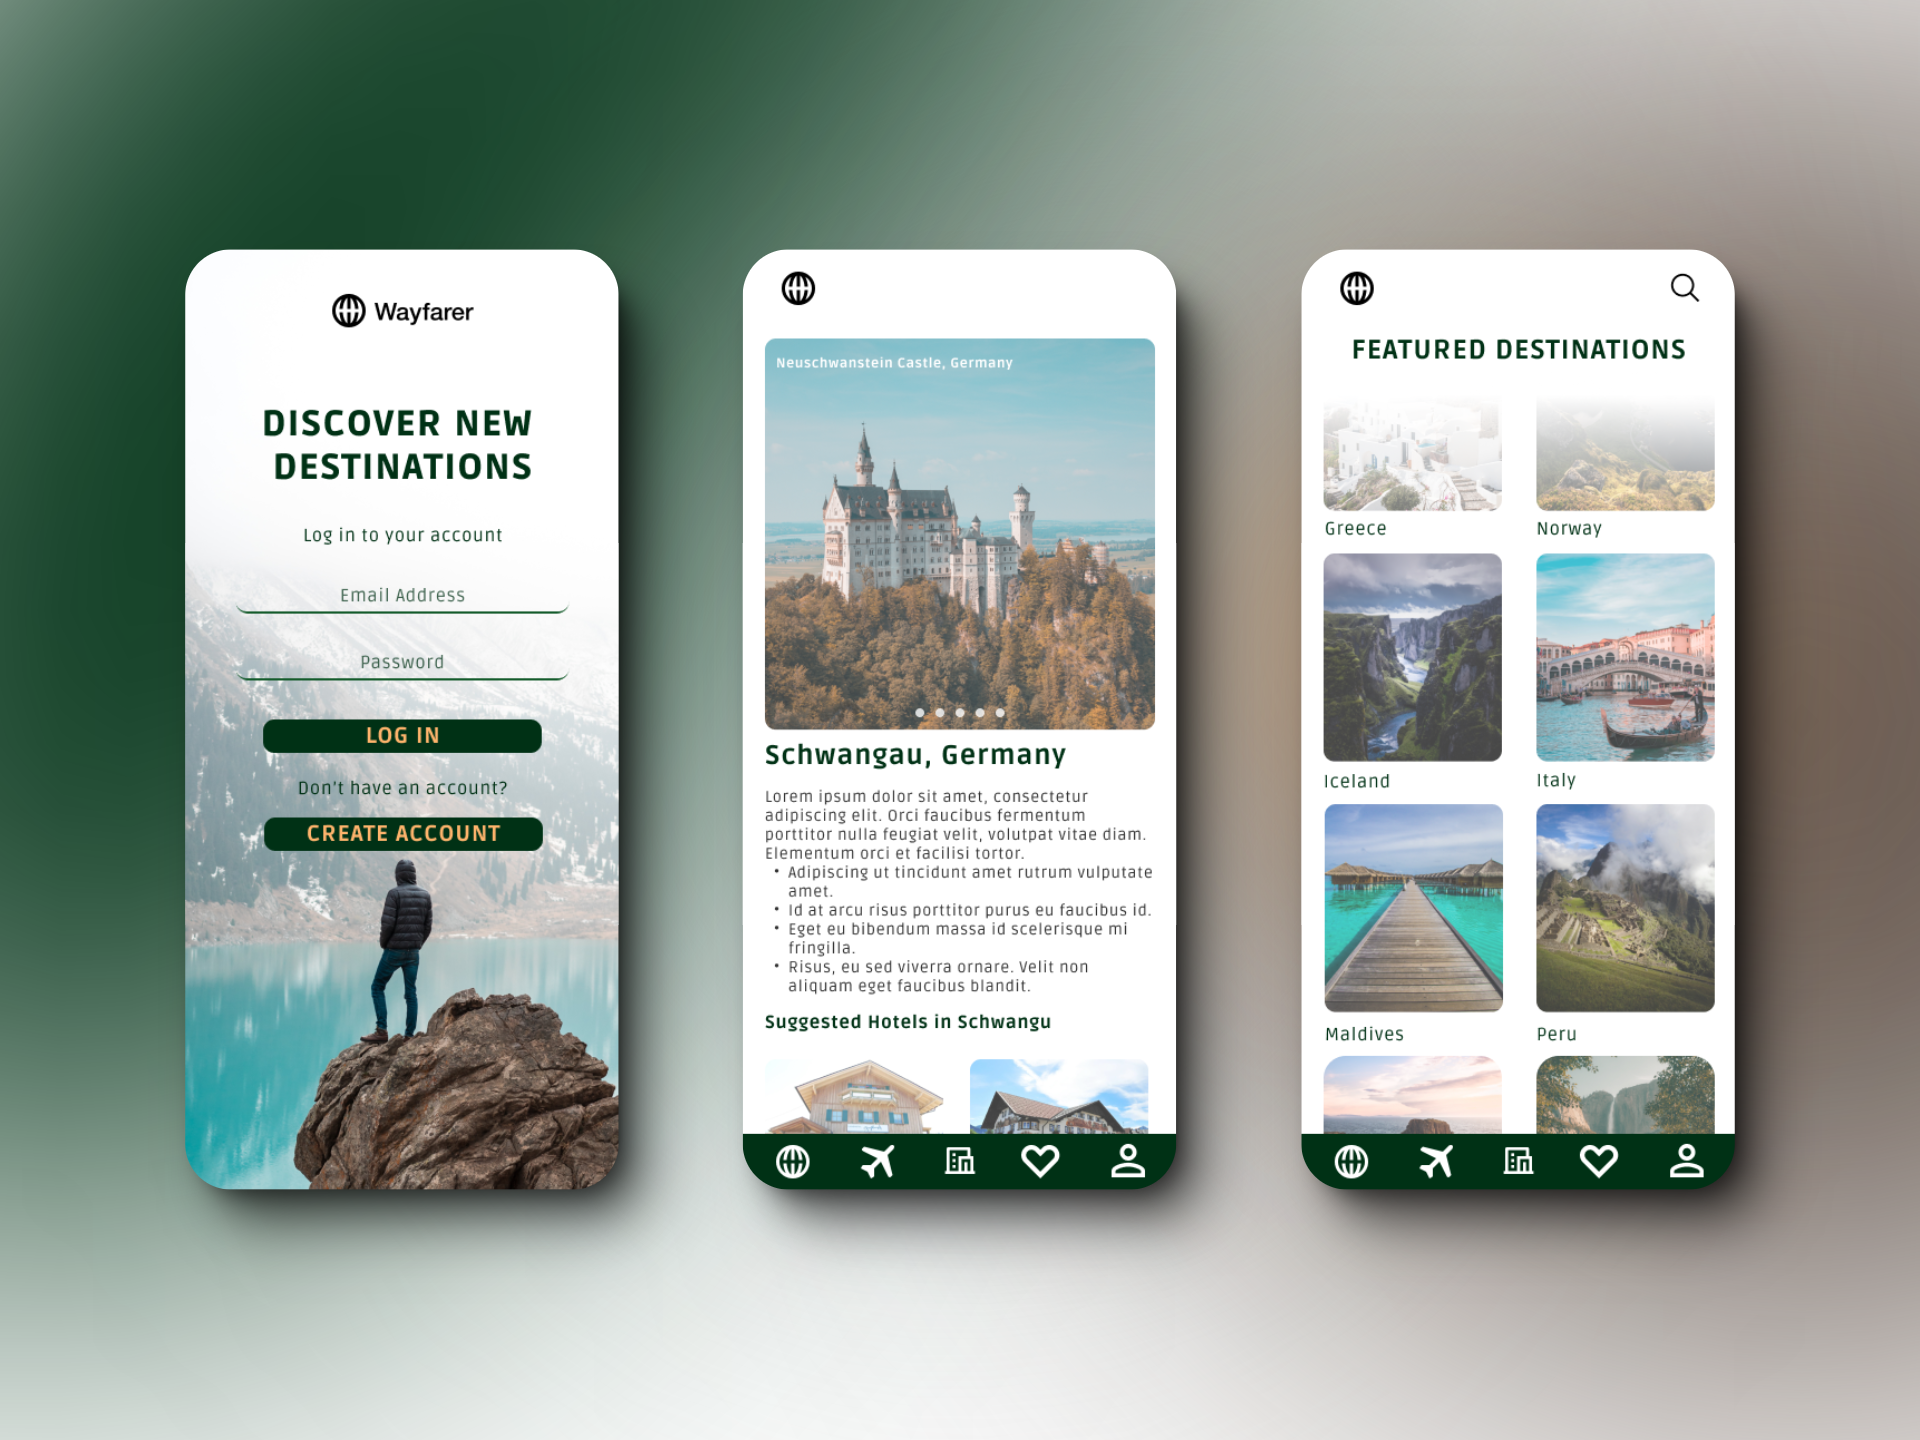 Wayfarer
DISCOVER NEW
DESTINATIONS
Log in to your account
Email Address
Password
LOG IN
Don't have an account?
CREATE ACCOUNT
Neuschwanstein Castle, Germany
Schwangau, Germany
Lorem ipsum dolor sit amet, consectetur
adipiscing elit. Orci faucibus fermentum
porttitor nulla feugiat velit, volutpat vitae diam.
Elementum orci et facilisi tortor.
• Adipiscing ut tincidunt amet rutrum vulputate
amet.
• Id at arcu risus porttitor purus eu faucibus id.
• Eget eu bibendum massa id scelerisque mi
fringilla.
• Risus, eu sed viverra ornare. Velit non
aliquam eget faucibus blandit.
Suggested Hotels in Schwangu
FEATURED DESTINATIONS
Greece
Norway
Iceland
Italy
Maldives
Peru